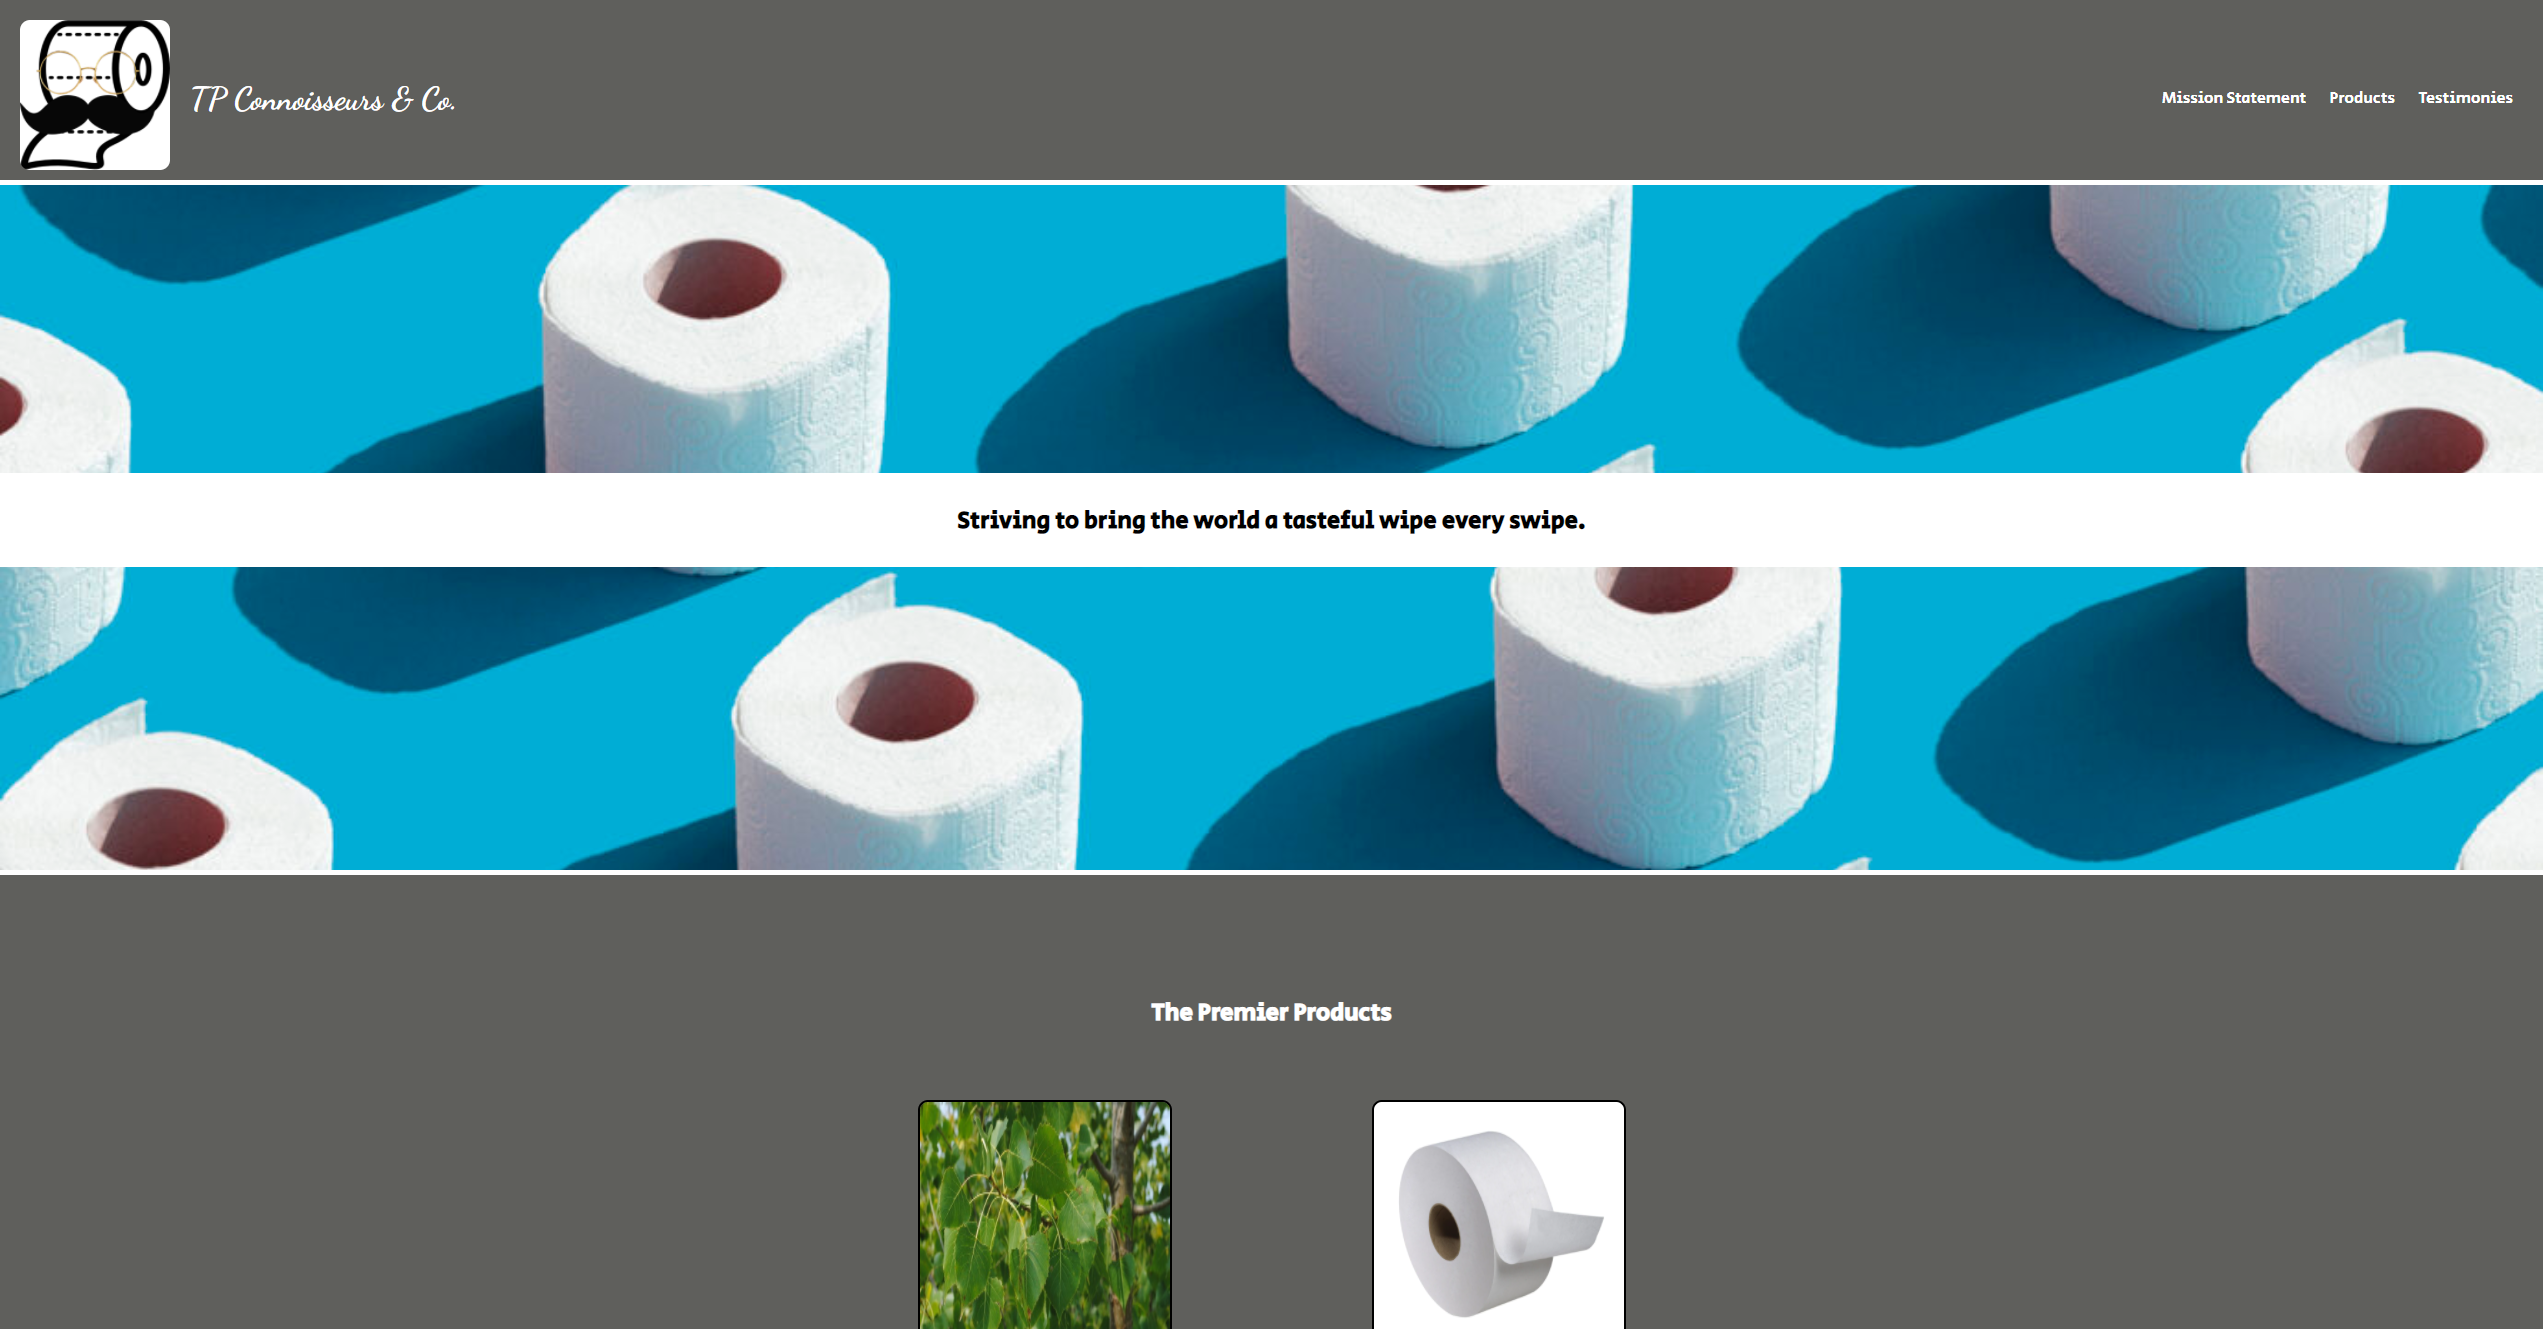 TP Connoisseurs & Co.
Mission Statement Products Testimonies
Striving to bring the world a tasteful wipe every swipe.
The Premier Products